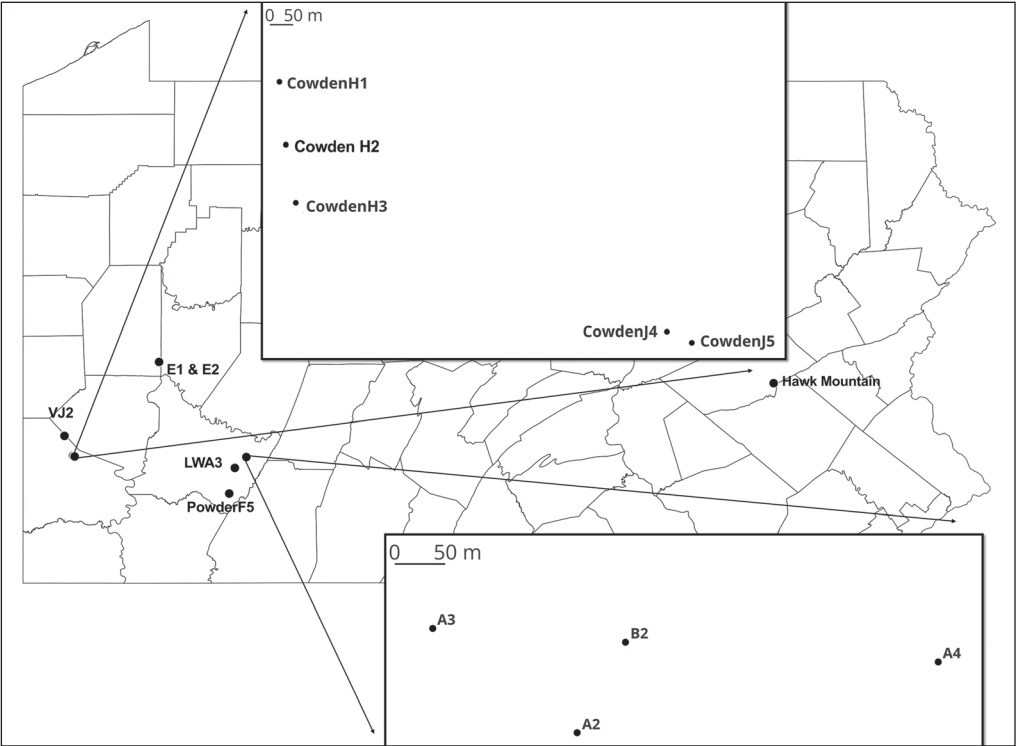 0 50 m
CowdenH1
Cowden H2
CowdenH3
CowdenJ4
CowdenJ5
E1 & E2
Hawk Mountain
VJ2
LWA3
PowderF5
0 50 m
A3
B2
A4
A2